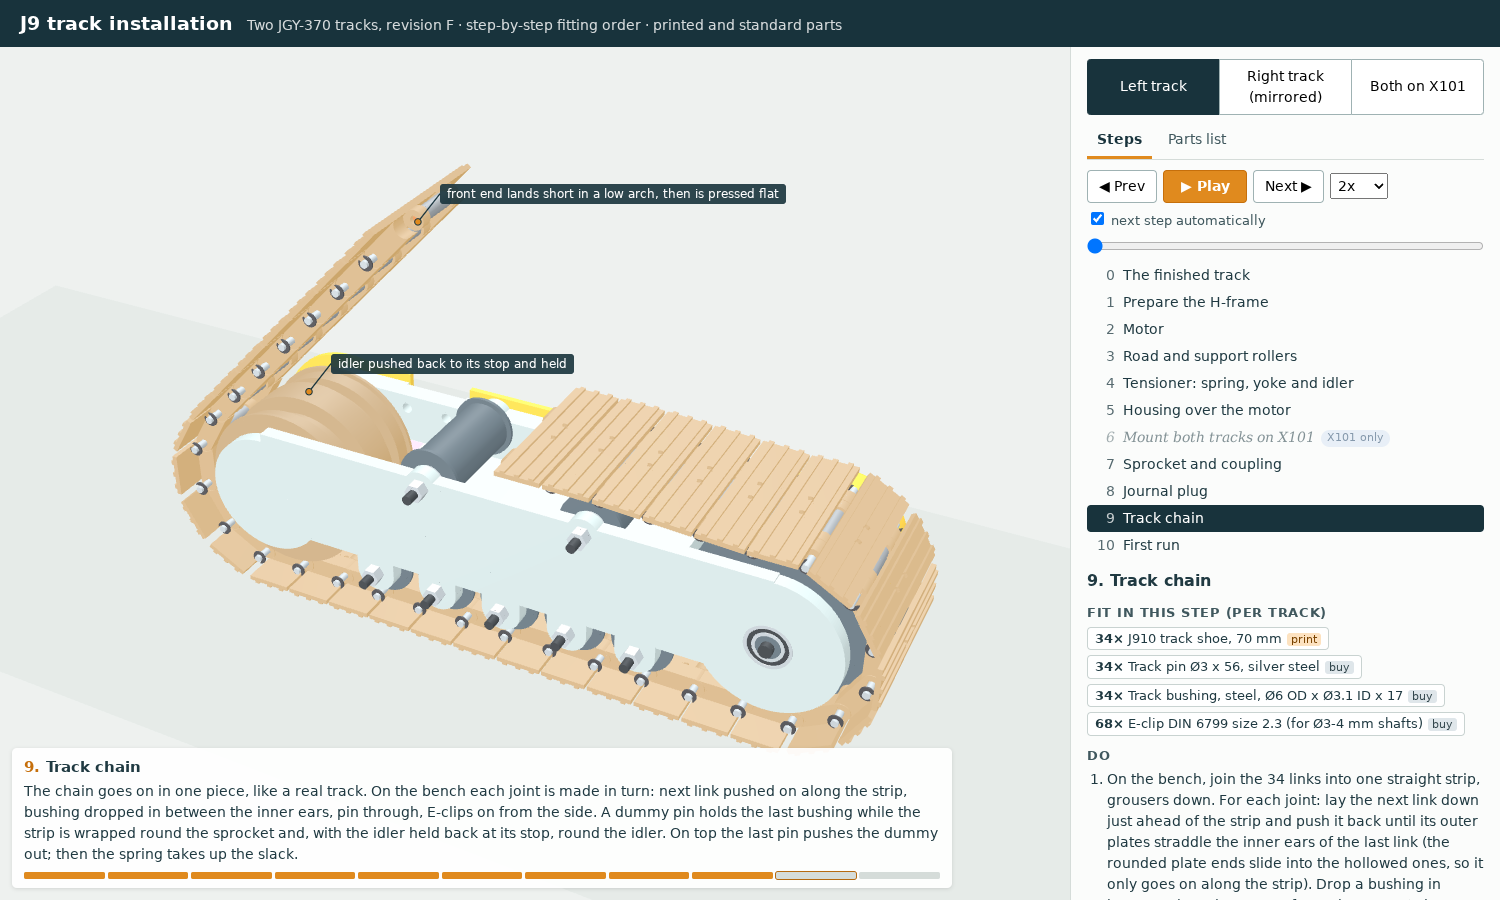 J9 track installation
Two JGY-370 tracks, revision F · step-by-step fitting order · printed and standard parts
front end lands short in a low arch, then is pressed flat
idler pushed back to its stop and held
9. Track chain
The chain goes on in one piece, like a real track. On the bench each joint is made in turn: next link pushed on along the strip,
bushing dropped in between the inner ears, pin through, E-clips on from the side. A dummy pin holds the last bushing while the
strip is wrapped round the sprocket and, with the idler held back at its stop, round the idler. On top the last pin pushes the dummy
out; then the spring takes up the slack.
Left track
Right track
(mirrored)
Both on X101
Steps
Parts list
◀ Prev
▶ Play
Next ▶
2x
next step automatically
0 The finished track
1 Prepare the H-frame
2 Motor
3 Road and support rollers
4 Tensioner: spring, yoke and idler
5 Housing over the motor
6 Mount both tracks on X101 X101 only
7 Sprocket and coupling
8 Journal plug
9 Track chain
10 First run
9. Track chain
FIT IN THIS STEP (PER TRACK)
34× J910 track shoe, 70 mm print
34× Track pin Ø3 x 56, silver steel buy
34× Track bushing, steel, Ø6 OD x Ø3.1 ID x 17 buy
68× E-clip DIN 6799 size 2.3 (for Ø3-4 mm shafts) buy
DO
1. On the bench, join the 34 links into one straight strip,
grousers down. For each joint: lay the next link down
just ahead of the strip and push it back until its outer
plates straddle the inner ears of the last link (the
rounded plate ends slide into the hollowed ones, so it
only goes on along the strip). Drop a bushing in